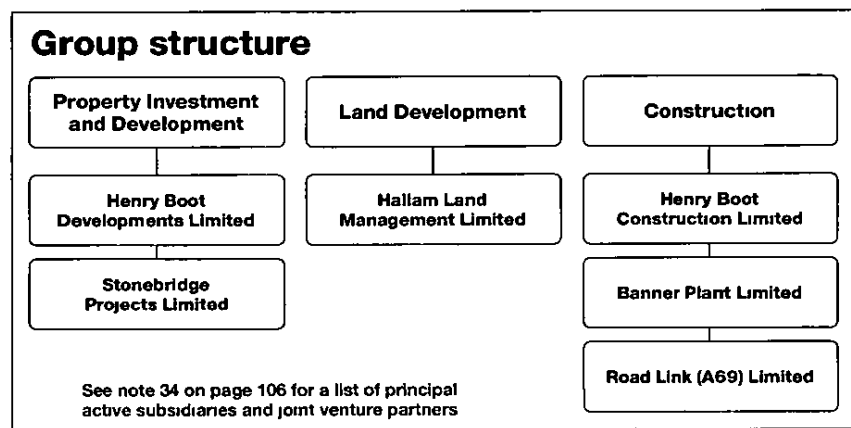 Group structure
Property Investment
and Development
Henry Boot
Developments Limited
Stonebridge
Projects Limited
Land Development
Hallam Land
Management Limited
Construction
Henry Boot
Construction Limited
Banner Plant Limited
Road Link (A69) Limited
See note 34 on page 106 for a list of principal
active subsidiaries and joint venture partners